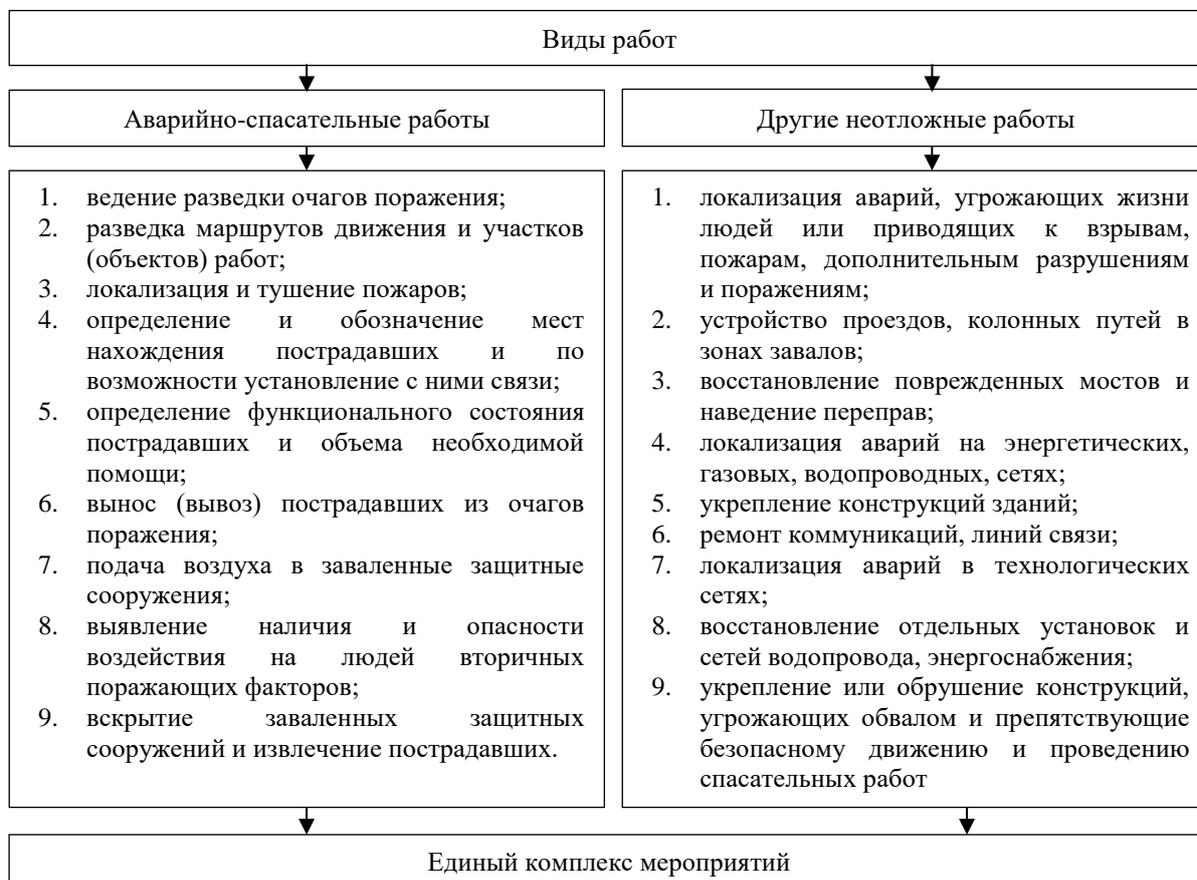 Виды работ
Аварийно-спасательные работы
Другие неотложные работы
1. ведение разведки очагов поражения;
2. разведка маршрутов движения и участков
(объектов) работ;
3. локализация и тушение пожаров;
4. определение и обозначение мест
нахождения пострадавших и по
возможности установление с ними связи;
5. определение функционального состояния
пострадавших и объема необходимой
помощи;
6. вынос (вывоз) пострадавших из очагов
поражения;
7. подача воздуха в заваленные защитные
сооружения;
8. выявление наличия и опасности
воздействия на людей вторичных
поражающих факторов;
9. вскрытие заваленных защитных
сооружений и извлечение пострадавших.
1. локализация аварий, угрожающих жизни
людей или приводящих к взрывам,
пожарам, дополнительным разрушениям
и поражениям;
2. устройство проездов, колонных путей в
зонах завалов;
3. восстановление поврежденных мостов и
наведение переправ;
4. локализация аварий на энергетических,
газовых, водопроводных, сетях;
5. укрепление конструкций зданий;
6. ремонт коммуникаций, линий связи;
7. локализация аварий в технологических
сетях;
8. восстановление отдельных установок и
сетей водопровода, энергоснабжения;
9. укрепление или обрушение конструкций,
угрожающих обвалом и препятствующие
безопасному движению и проведению
спасательных работ
Единый комплекс мероприятий